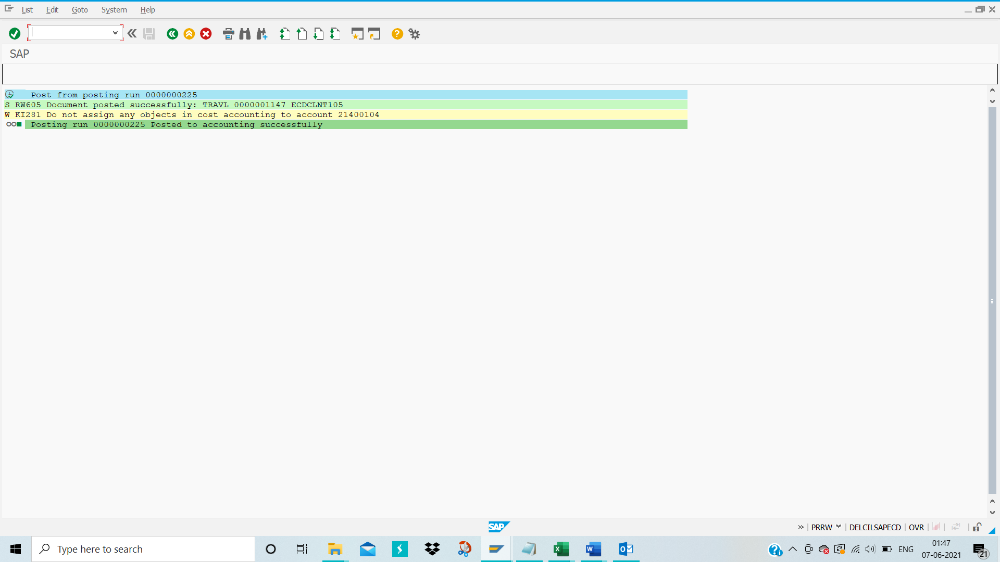 List Edit Goto System Help
SAP
Post from posting run 0000000225
S RW605 Document posted successfully: TRAVL 0000001147 ECDCLNT105
W KI281 Do not assign any objects in cost accounting to account 21400104
Posting run 0000000225 Posted to accounting successfully
SAP
PRRW DELCILSAPECD OVR
Type here to search
ENG
01:47
07-06-2021
21